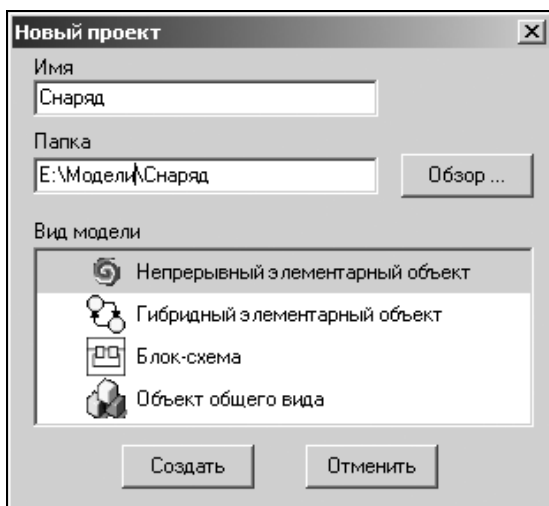 Новый проект
Имя
Снаряд
Папка
E:\Модели\Снаряд
Обзор ...
Вид модели
Непрерывный элементарный объект
Гибридный элементарный объект
Блок-схема
Объект общего вида
Создать Отменить